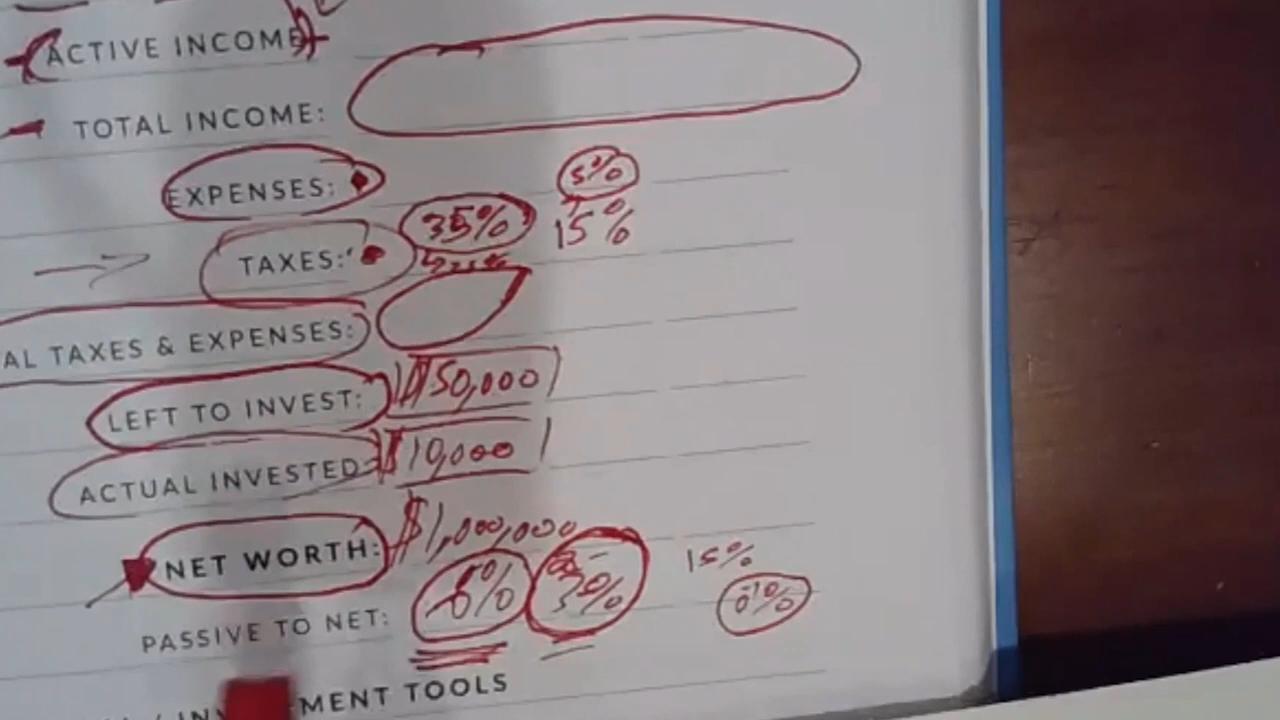 ACTIVE INCOME
TOTAL INCOME:
5%
EXPENSES:
35% 15%
TAXES:
AL TAXES & EXPENSES:
LEFT TO INVEST: $50,000
ACTUAL INVESTED: $10,000
NET WORTH: $1,000,000
15%
PASSIVE TO NET: 3% 0%
MENT TOOLS